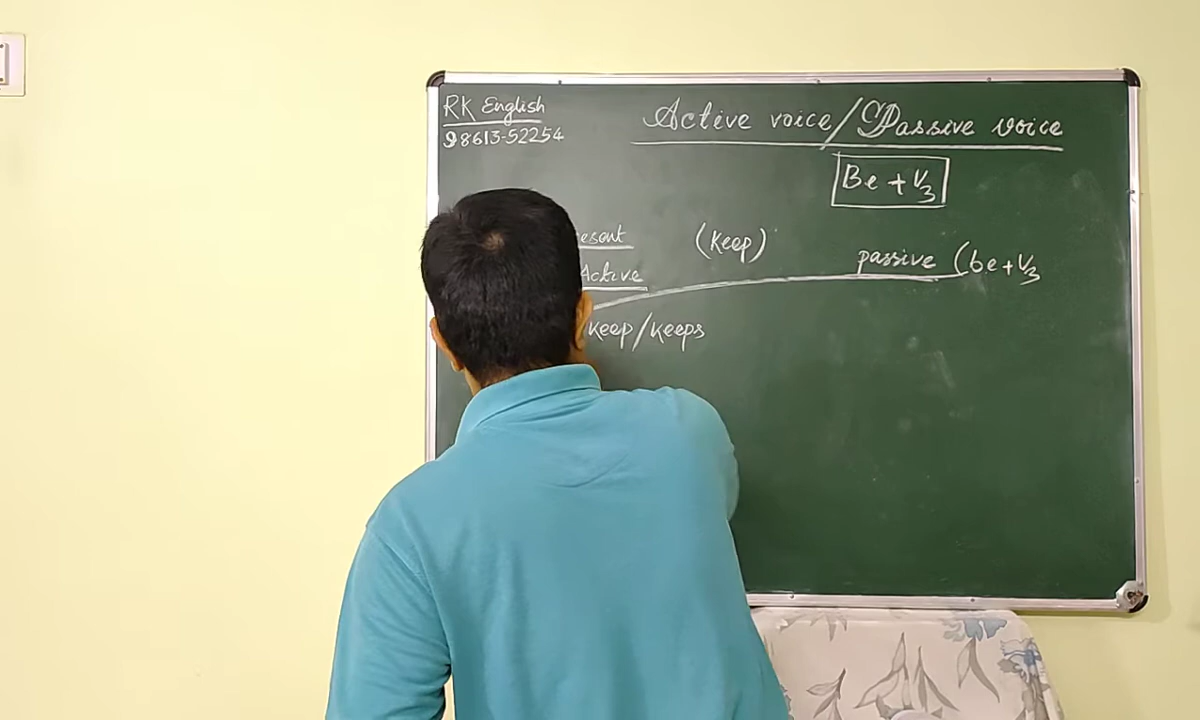 RK English
98613-52254
Active voice/Passive voice
Be + V3
esent (Keep)
Active passive (be+V3
Keep/Keeps